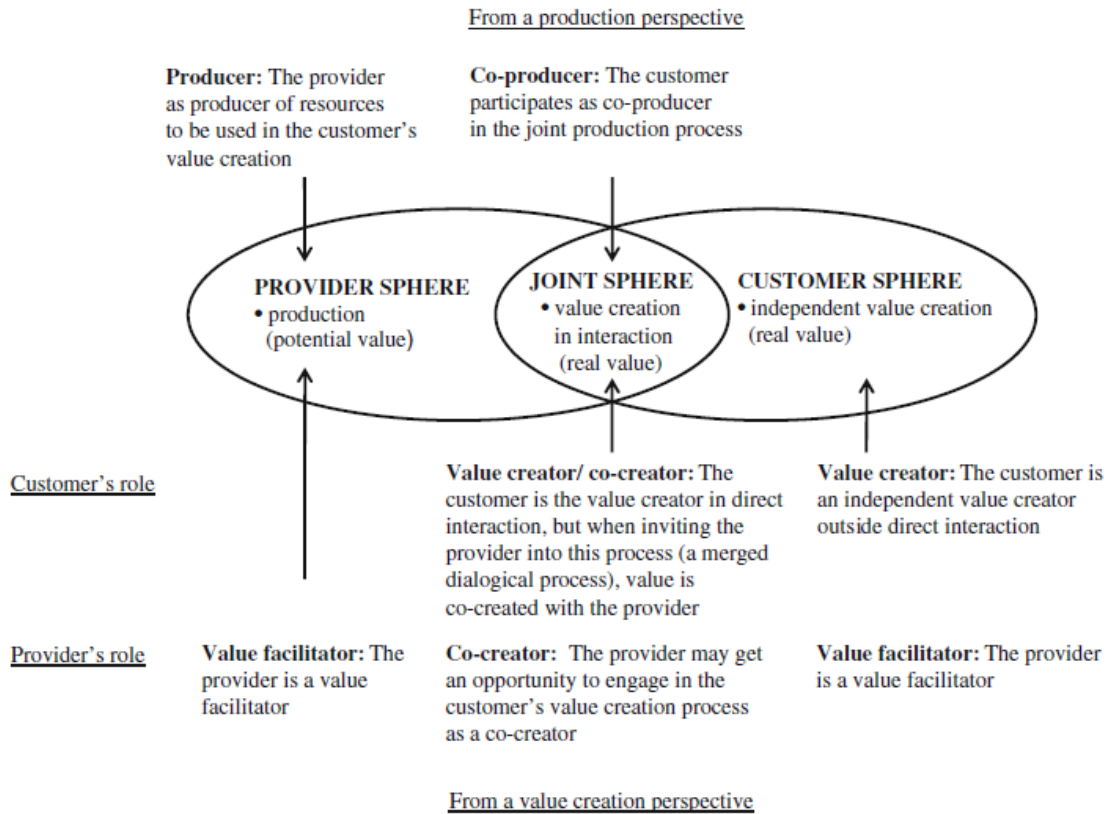 From a production perspective
Producer: The provider
as producer of resources
to be used in the customer's
value creation
Co-producer: The customer
participates as co-producer
in the joint production process
PROVIDER SPHERE
• production
(potential value)
JOINT SPHERE
• value creation
in interaction
(real value)
CUSTOMER SPHERE
• independent value creation
(real value)
Customer's role
Value creator/ co-creator: The
customer is the value creator in direct
interaction, but when inviting the
provider into this process (a merged
dialogical process), value is
co-created with the provider
Value creator: The customer is
an independent value creator
outside direct interaction
Provider's role
Value facilitator: The
provider is a value
facilitator
Co-creator: The provider may get
an opportunity to engage in the
customer's value creation process
as a co-creator
Value facilitator: The provider
is a value facilitator
From a value creation perspective